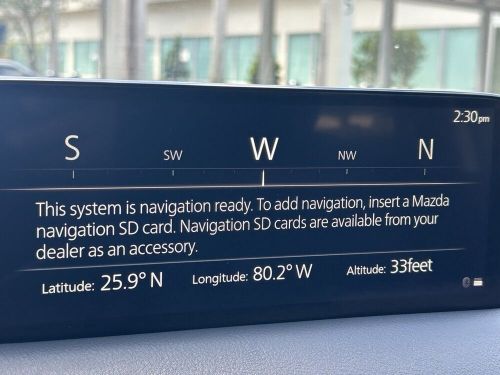 2:30pm
S SW W NW N
This system is navigation ready. To add navigation, insert a Mazda
navigation SD card. Navigation SD cards are available from your
dealer as an accessory.
Latitude: 25.9° N Longitude: 80.2° W Altitude: 33feet